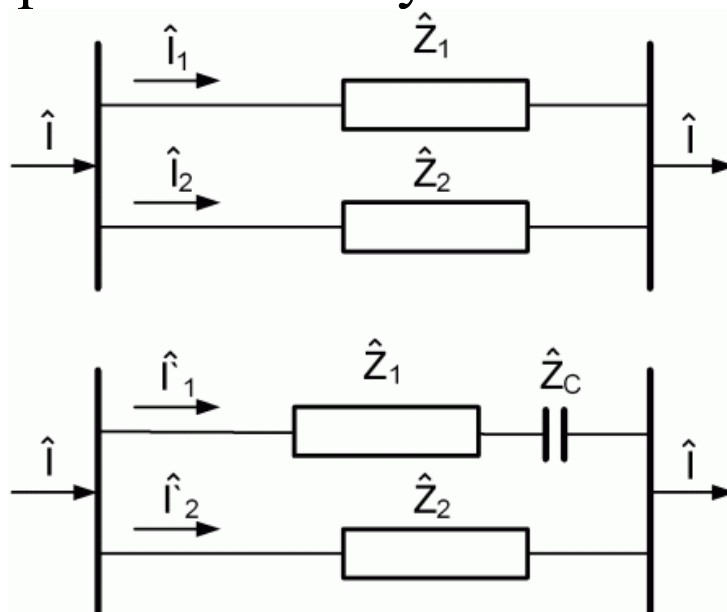 Î₁ Ẑ₁
Î Î
Î₂ Ẑ₂
Î`₁ Ẑ₁ Ẑ_C
Î Î
Î`₂ Ẑ₂